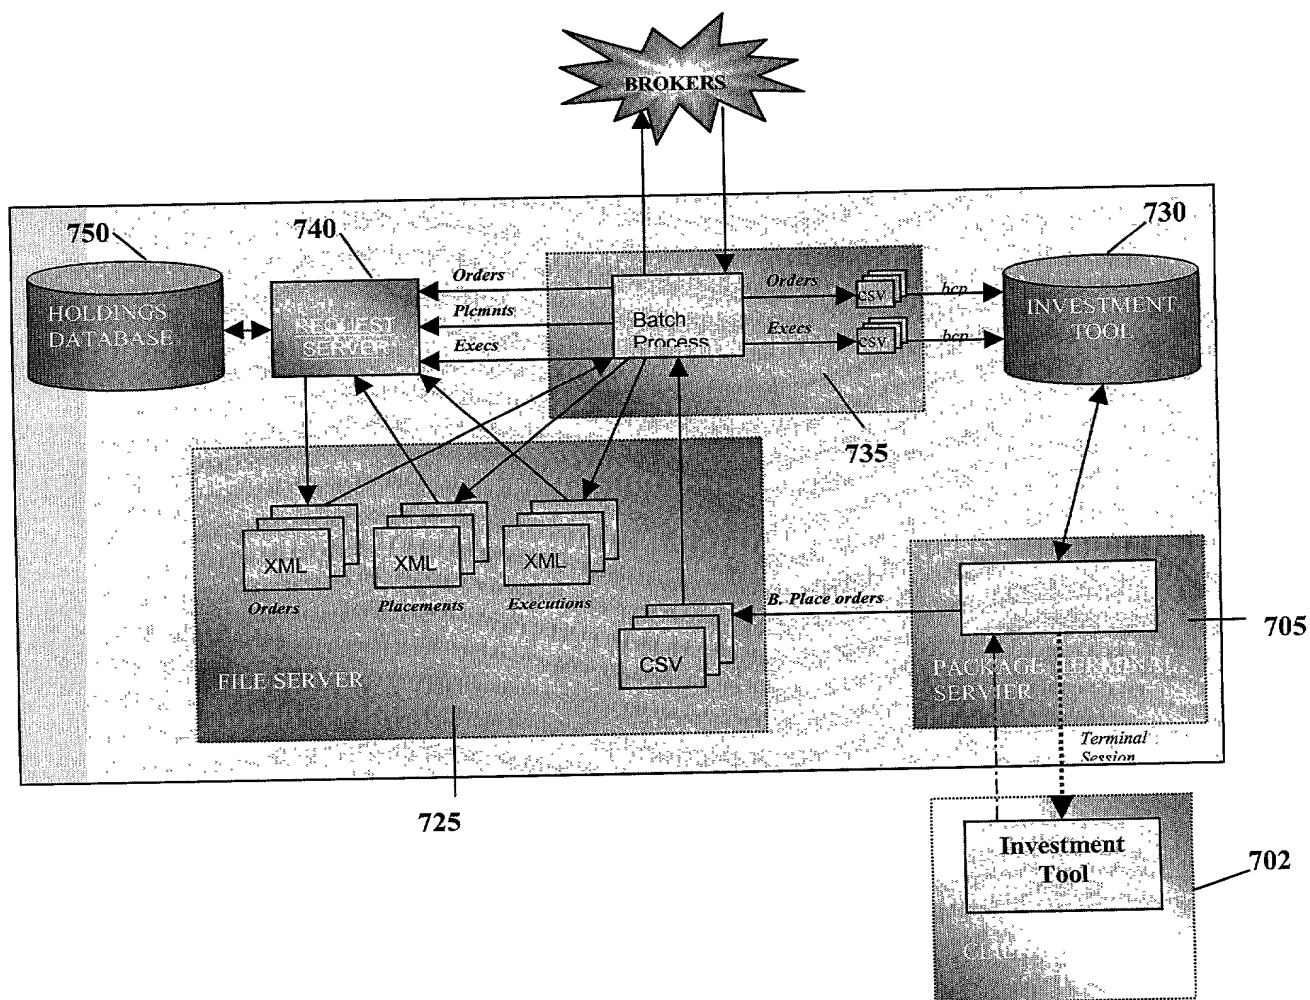 BROKERS
750
740
730
HOLDINGS
DATABASE
REQUEST
SERVER
Orders
Plcmnts
Execs
Batch
Process
Orders
Execs
CSV
CSV
bcp
bcp
INVESTMENT
TOOL
735
XML
XML
XML
Orders
Placements
Executions
CSV
FILE SERVER
B. Place orders
705
PACKAGE TERMINAL
SERVER
Terminal
Session
725
Investment
Tool
702